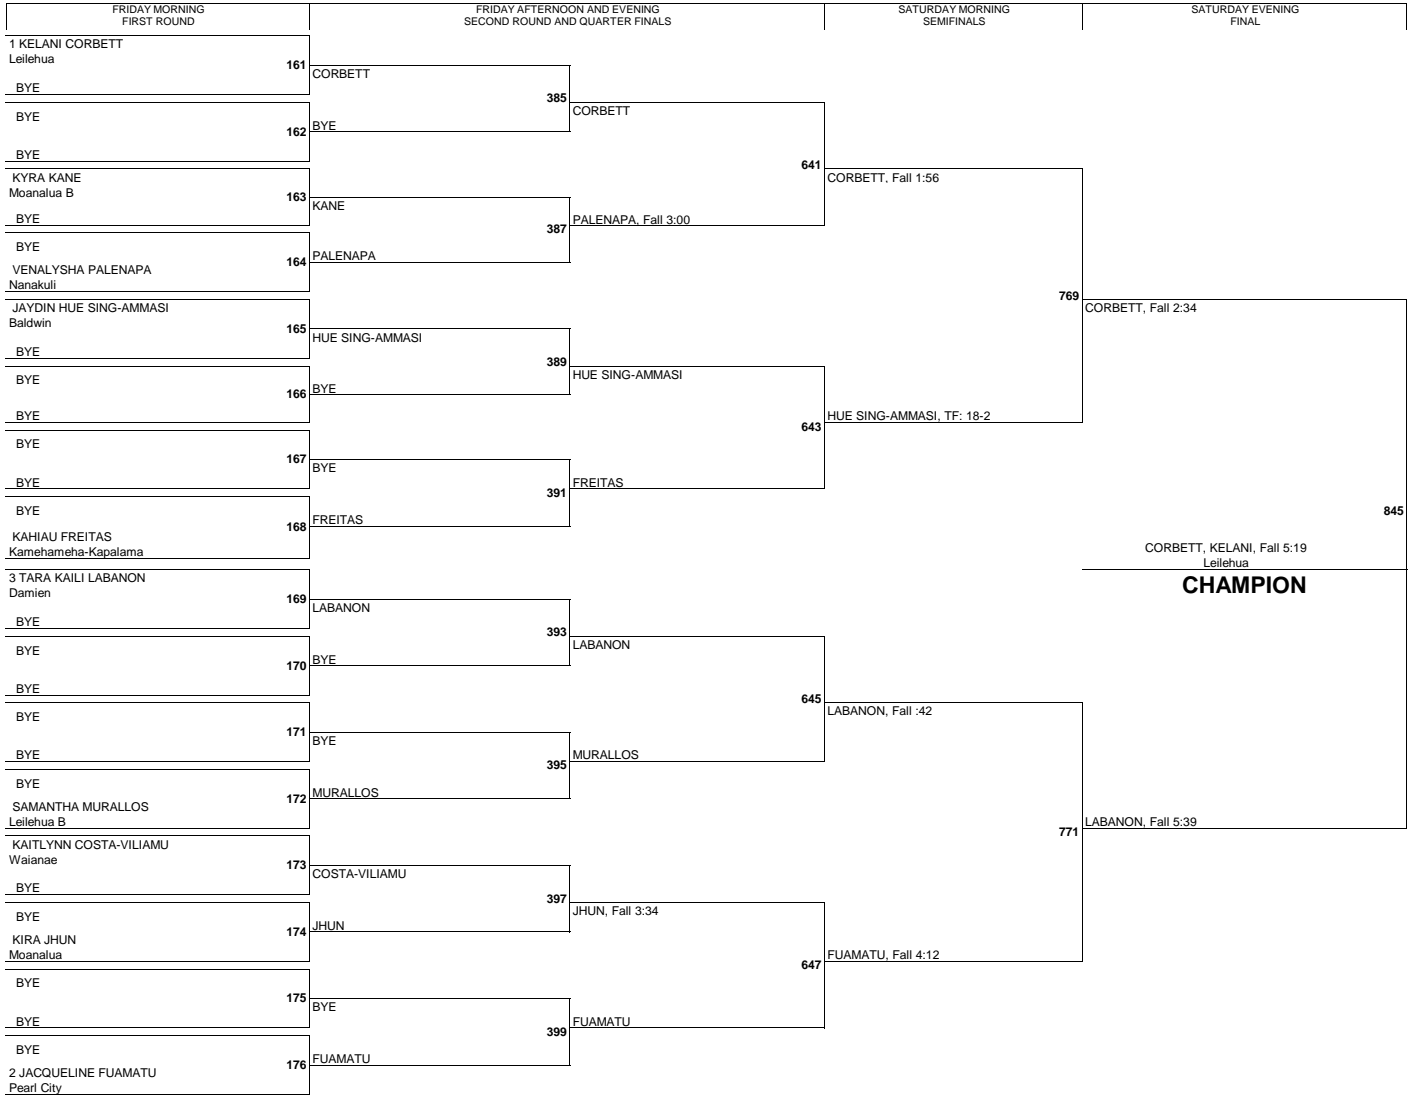 FRIDAY MORNING
FIRST ROUND
FRIDAY AFTERNOON AND EVENING
SECOND ROUND AND QUARTER FINALS
SATURDAY MORNING
SEMIFINALS
SATURDAY EVENING
FINAL
1 KELANI CORBETT
Leilehua
161
BYE
BYE
162
BYE
KYRA KANE
Moanalua B
163
BYE
BYE
164
VENALYSHA PALENAPA
Nanakuli
JAYDIN HUE SING-AMMASI
Baldwin
165
BYE
BYE
166
BYE
BYE
167
BYE
BYE
168
KAHIAU FREITAS
Kamehameha-Kapalama
3 TARA KAILI LABANON
Damien
169
BYE
BYE
170
BYE
BYE
171
BYE
BYE
172
SAMANTHA MURALLOS
Leilehua B
KAITLYNN COSTA-VILIAMU
Waianae
173
BYE
BYE
174
KIRA JHUN
Moanalua
BYE
175
BYE
BYE
176
2 JACQUELINE FUAMATU
Pearl City
CORBETT
385
BYE
KANE
387
PALENAPA
HUE SING-AMMASI
389
BYE
BYE
391
FREITAS
LABANON
393
BYE
BYE
395
MURALLOS
COSTA-VILIAMU
397
JHUN
BYE
399
FUAMATU
CORBETT
641
PALENAPA, Fall 3:00
HUE SING-AMMASI
643
FREITAS
LABANON
645
MURALLOS
JHUN, Fall 3:34
647
FUAMATU
CORBETT, Fall 1:56
769
HUE SING-AMMASI, TF: 18-2
LABANON, Fall :42
771
FUAMATU, Fall 4:12
CORBETT, Fall 2:34
845
CORBETT, KELANI, Fall 5:19
Leilehua
CHAMPION
LABANON, Fall 5:39